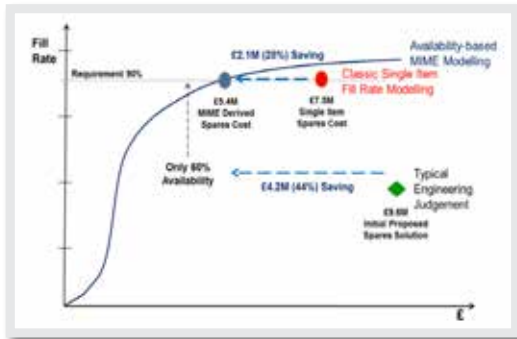 Fill
Rate
£2.1M (28%) Saving
Availability-based
MIME Modelling
Requirement 90%
Classic Single Item
Fill Rate Modelling
£5.4M
MIME Derived
Spares Cost
£7.5M
Single Item
Spares Cost
Only 60%
Availability
£4.2M (44%) Saving
Typical
Engineering
Judgement
£9.6M
Initial Proposed
Spares Solution
£